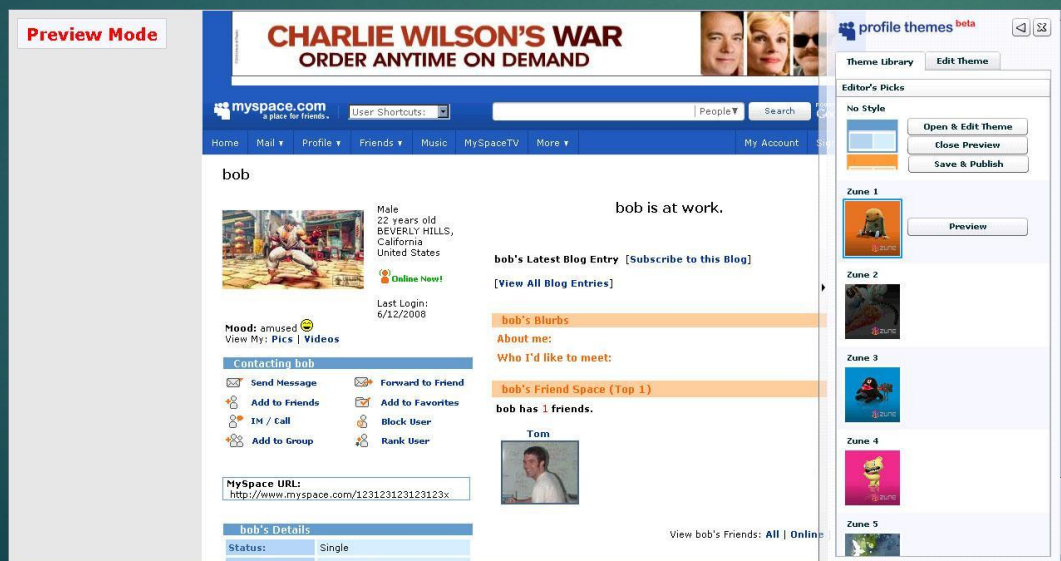 Preview Mode
CHARLIE WILSON'S WAR
ORDER ANYTIME ON DEMAND
myspace.com
a place for friends.
User Shortcuts:
People▼
Search
Home
Mail ▾
Profile ▾
Friends ▾
Music
MySpaceTV
More ▾
My Account
bob
Male
22 years old
BEVERLY HILLS,
California
United States
Online Now!
Last Login:
6/12/2008
Mood: amused
View My: Pics | Videos
Contacting bob
Send Message
Forward to Friend
Add to Friends
Add to Favorites
IM / Call
Block User
Add to Group
Rank User
MySpace URL:
http://www.myspace.com/123123123123123x
bob's Details
Status: Single
bob is at work.
bob's Latest Blog Entry [Subscribe to this Blog]
[View All Blog Entries]
bob's Blurbs
About me:
Who I'd like to meet:
bob's Friend Space (Top 1)
bob has 1 friends.
Tom
View bob's Friends: All | Online
profile themes beta
Theme Library
Edit Theme
Editor's Picks
No Style
Open & Edit Theme
Close Preview
Save & Publish
Zune 1
zune
Preview
Zune 2
zune
Zune 3
zune
Zune 4
zune
Zune 5